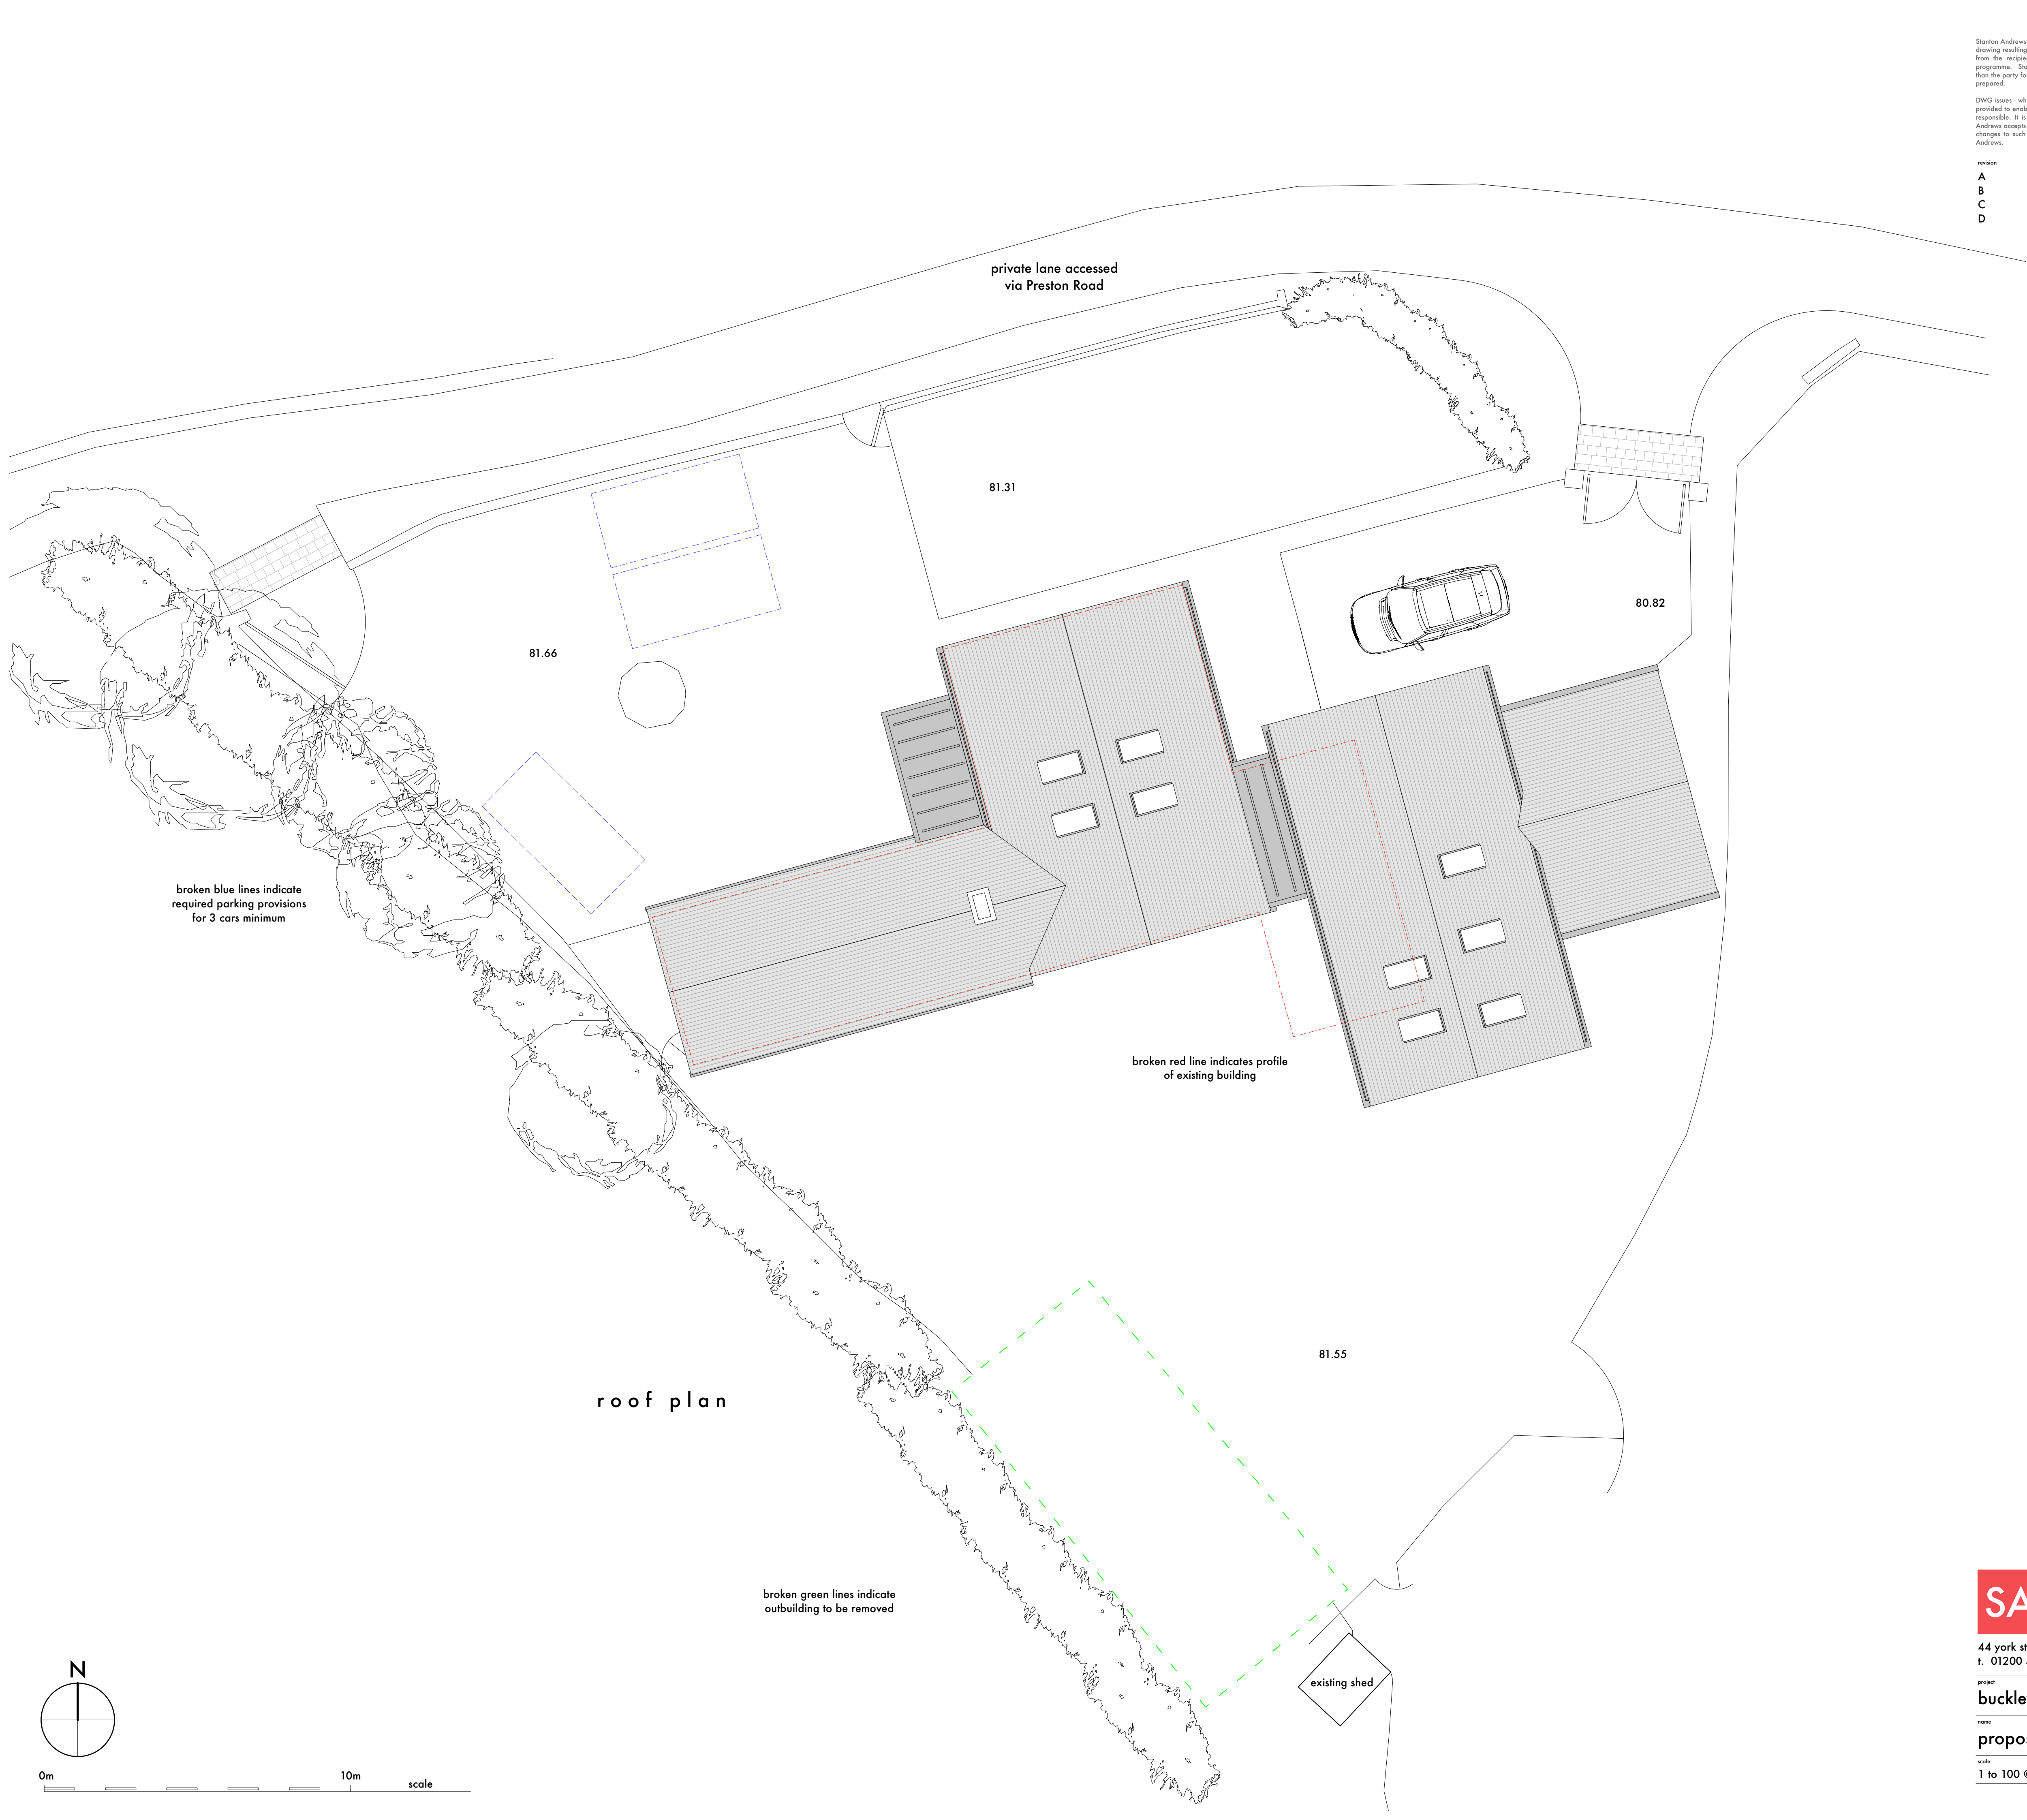 Stanton Andrews
drawing resulting
from the recipie
programme. Sta
than the party fo
prepared.
DWG issues - wh
provided to enab
responsible. It is
Andrews accepts
changes to such
Andrews.
revision
A
B
C
D
private lane accessed
via Preston Road
81.31
80.82
81.66
broken blue lines indicate
required parking provisions
for 3 cars minimum
broken red line indicates profile
of existing building
81.55
roof plan
broken green lines indicate
outbuilding to be removed
existing shed
N
0m
10m
scale
SA
44 york st
t. 01200
project
buckle
name
propo
scale
1 to 100